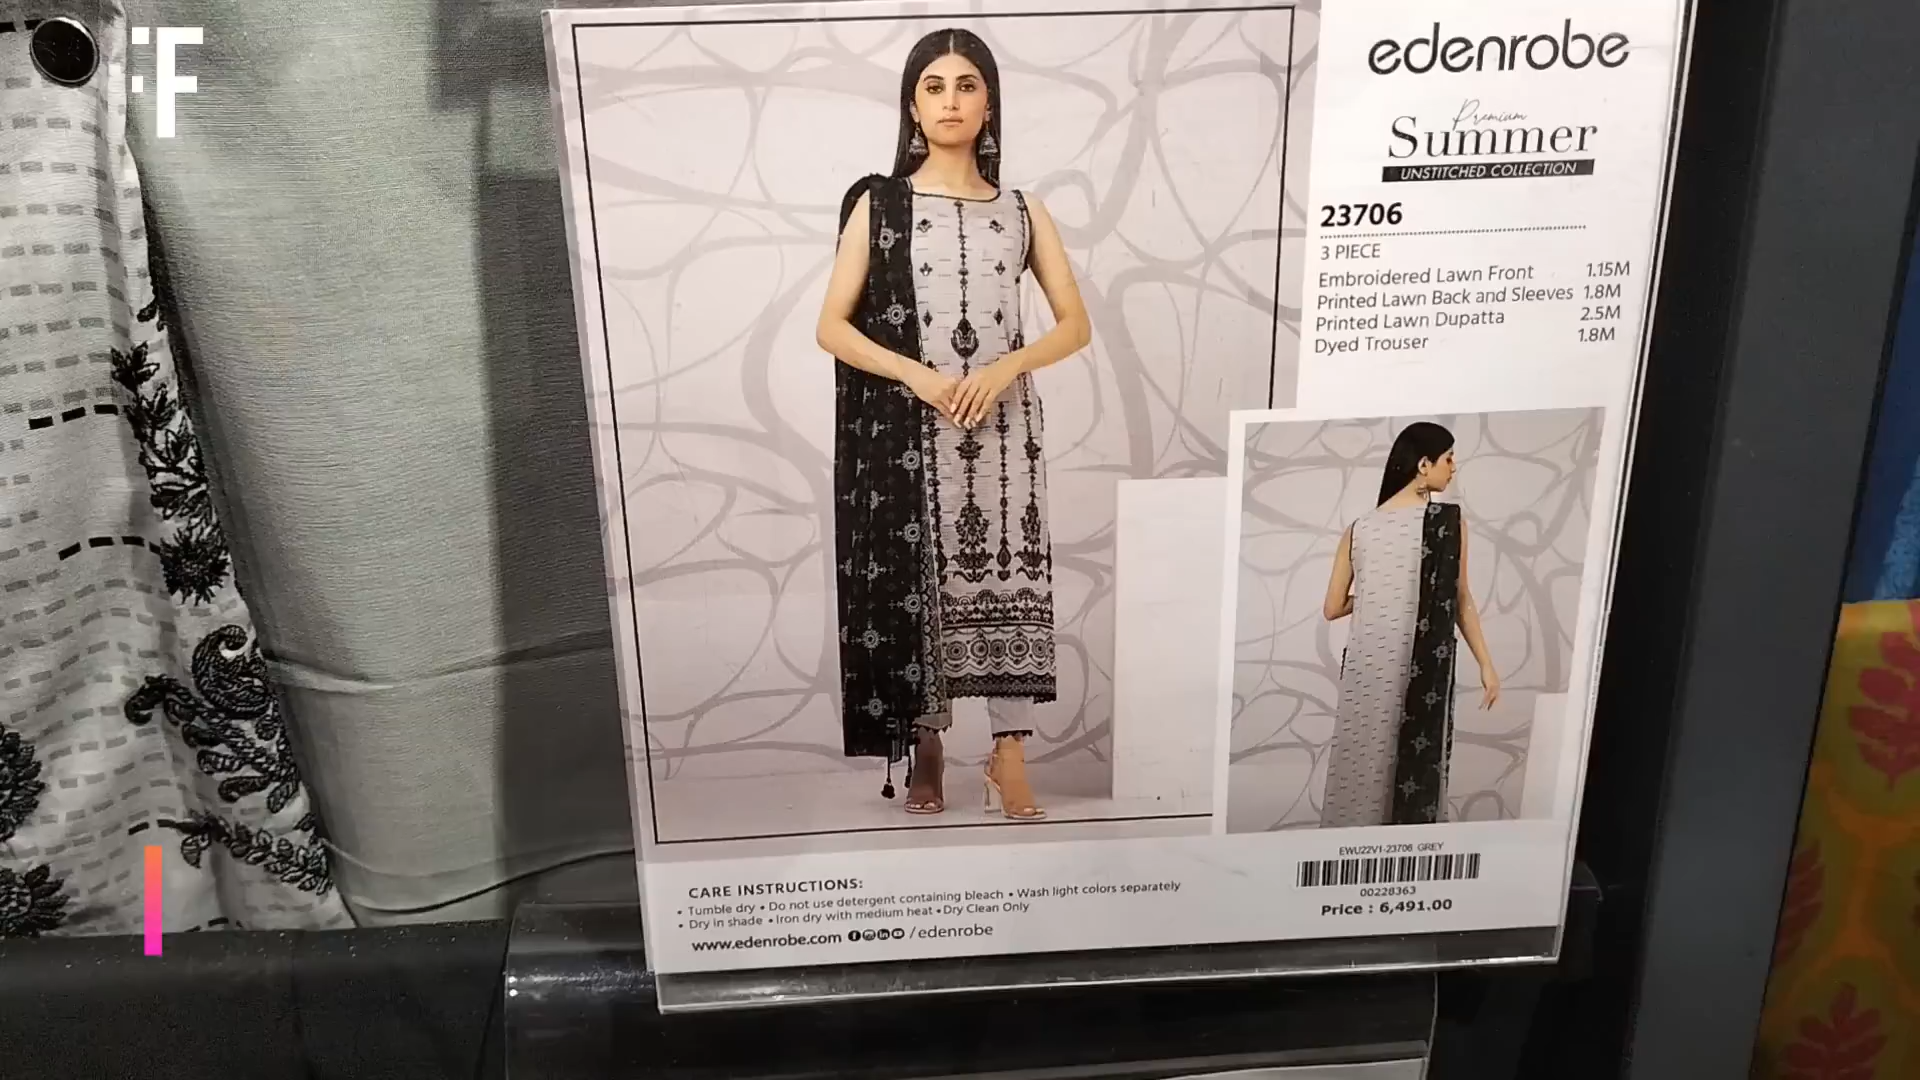 F
edenrobe
Premium
Summer
UNSTITCHED COLLECTION
23706
3 PIECE
Embroidered Lawn Front 1.15M
Printed Lawn Back and Sleeves 1.8M
Printed Lawn Dupatta 2.5M
Dyed Trouser 1.8M
CARE INSTRUCTIONS:
• Tumble dry • Do not use detergent containing bleach • Wash light colors separately
• Dry in shade • Iron dry with medium heat • Dry Clean Only
www.edenrobe.com /edenrobe
EWU22V1-23706 GREY
00228363
Price : 6,491.00